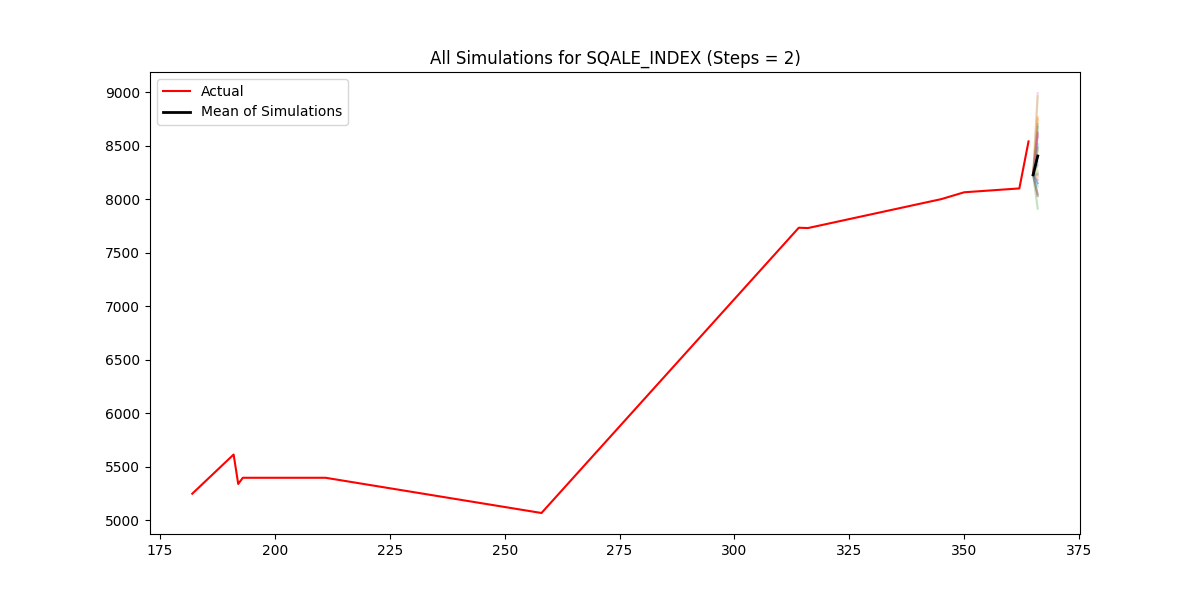 All Simulations for SQALE_INDEX (Steps = 2)
Actual
Mean of Simulations
9000
8500
8000
7500
7000
6500
6000
5500
5000
175 200 225 250 275 300 325 350 375